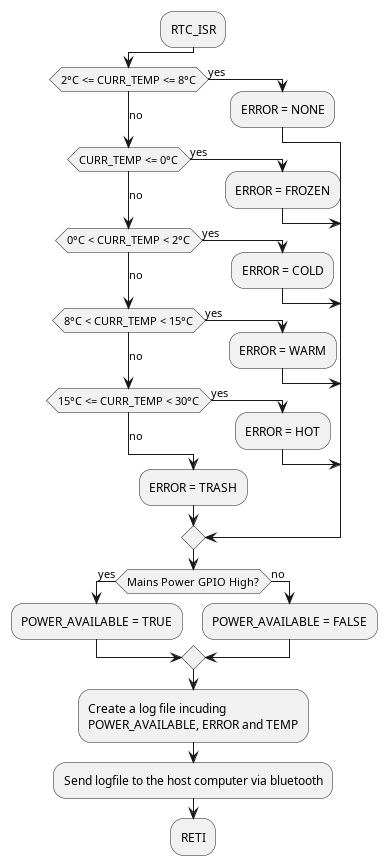 RTC_ISR
2°C <= CURR_TEMP <= 8°C
yes
ERROR = NONE
no
CURR_TEMP <= 0°C
yes
ERROR = FROZEN
no
0°C < CURR_TEMP < 2°C
yes
ERROR = COLD
no
8°C < CURR_TEMP < 15°C
yes
ERROR = WARM
no
15°C <= CURR_TEMP < 30°C
yes
ERROR = HOT
no
ERROR = TRASH
yes
Mains Power GPIO High?
no
POWER_AVAILABLE = TRUE
POWER_AVAILABLE = FALSE
Create a log file incuding
POWER_AVAILABLE, ERROR and TEMP
Send logfile to the host computer via bluetooth
RETI